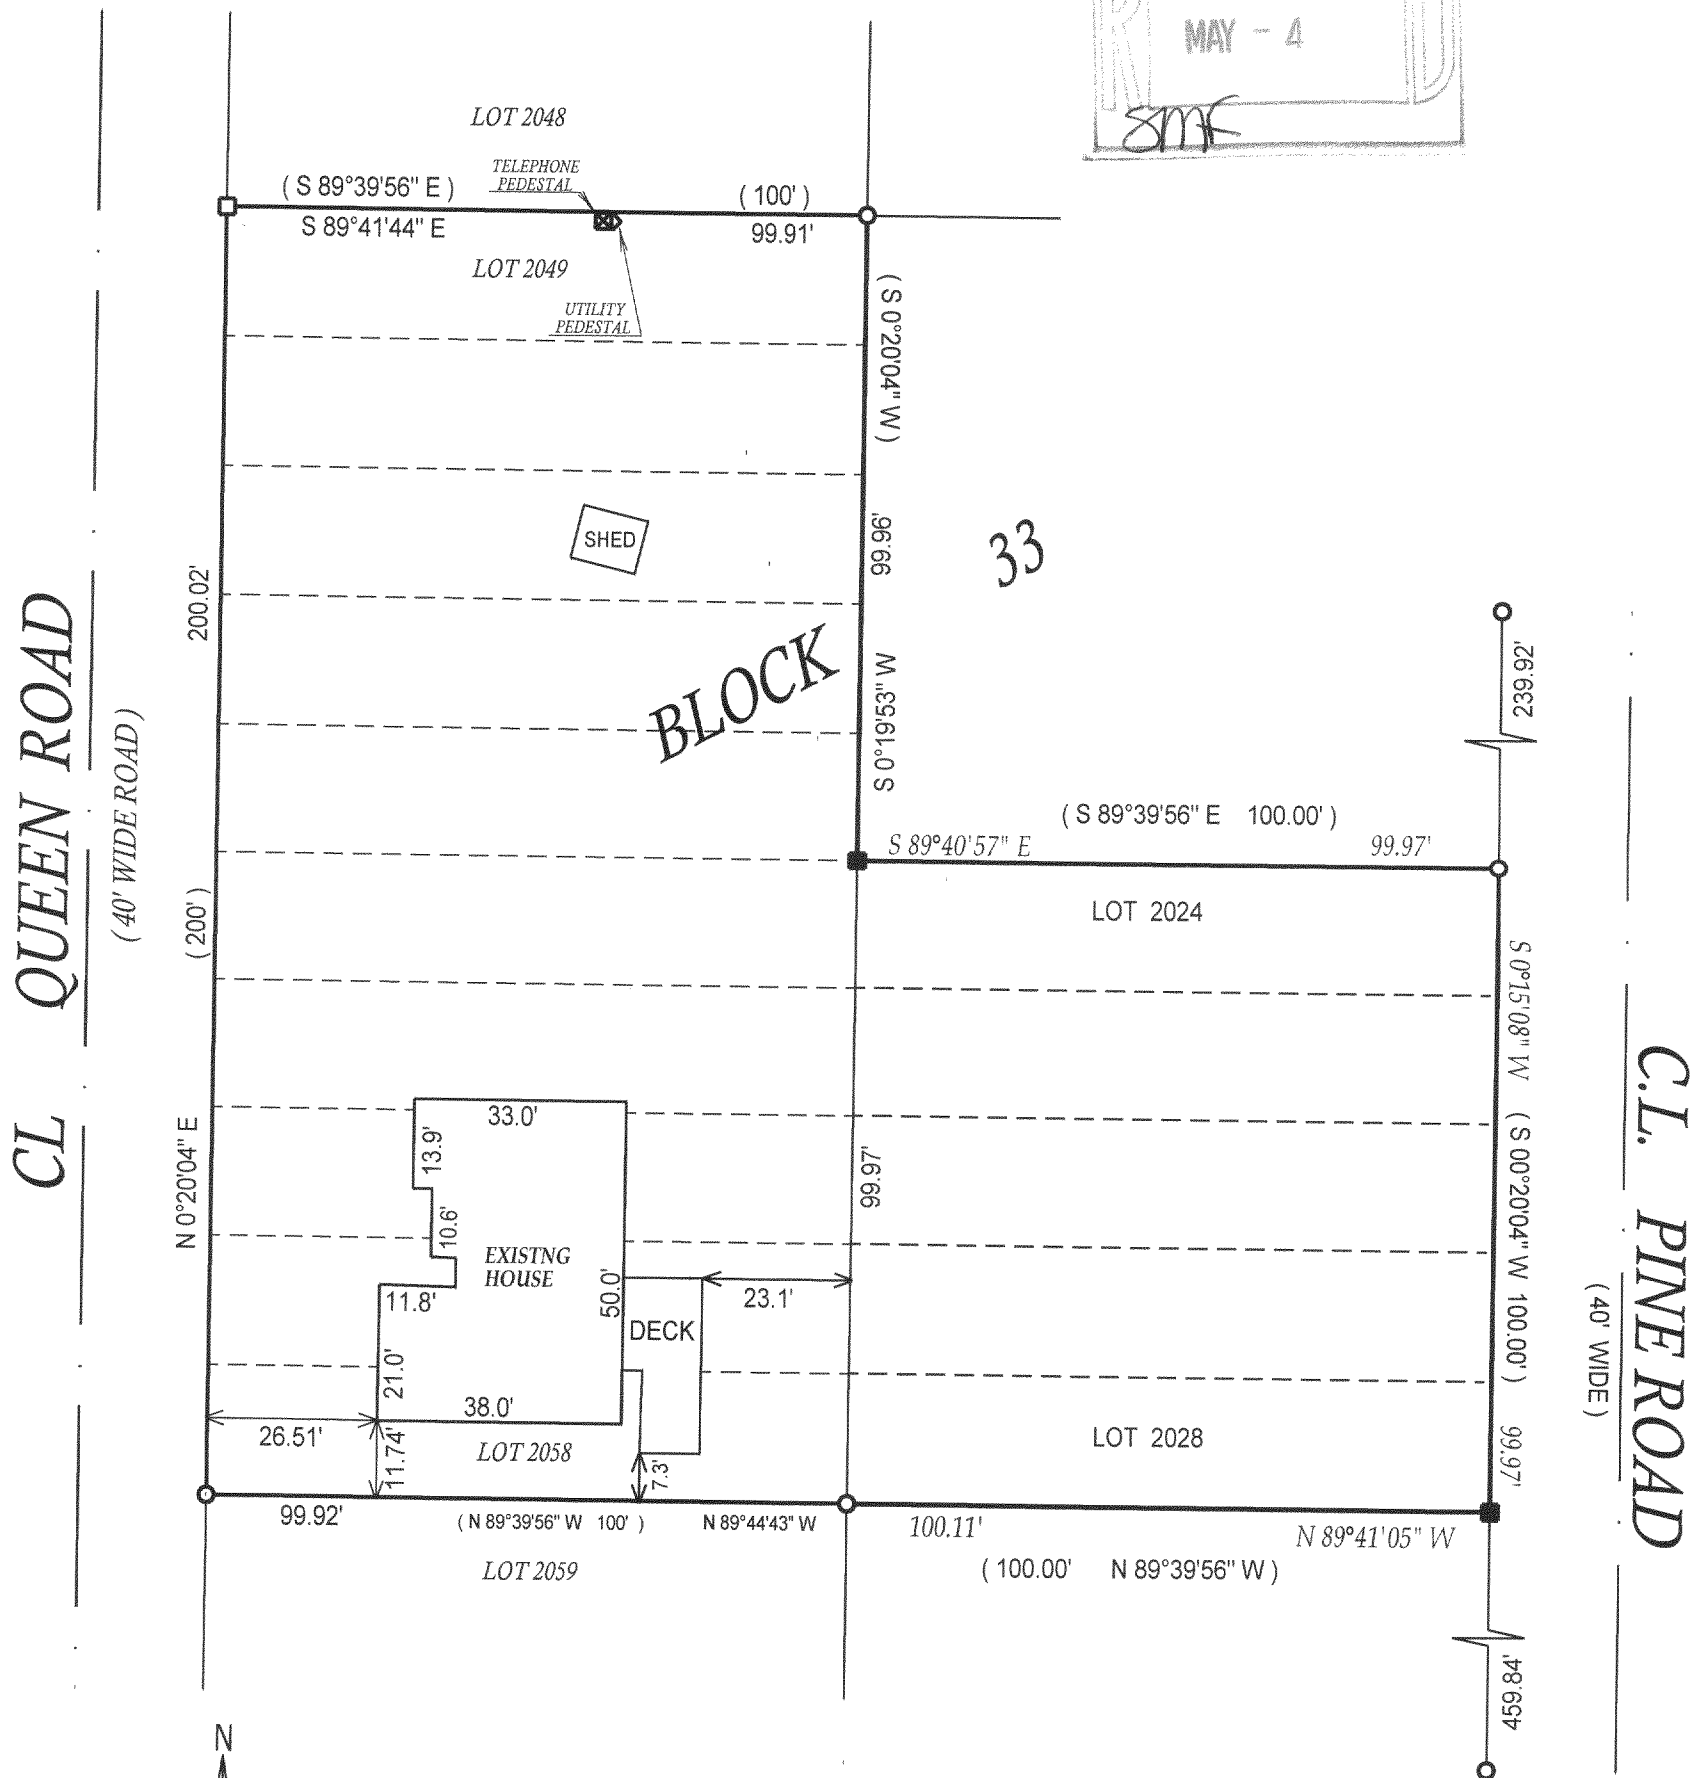 MAY - 4
SMF
LOT 2048
TELEPHONE
PEDESTAL
( S 89°39'56" E )
( 100' )
S 89°41'44" E
99.91'
LOT 2049
UTILITY
PEDESTAL
( S 0°20'04" W )
99.99'
S 0°16'53" W
SHED
33
BLOCK
200.02'
( 200' )
N 0°20'04" E
CL QUEEN ROAD
( 40' WIDE ROAD )
239.92'
( S 89°39'56" E 100.00' )
S 89°40'57" E
99.97'
LOT 2024
S 0°15'08" W
( S 00°20'04" W 100.00' )
99.97'
C.L. PINE ROAD
( 40' WIDE )
33.0'
13.9'
10.6'
EXISTNG
HOUSE
11.8'
50.0'
DECK
23.1'
99.97'
21.0'
38.0'
26.51'
11.74'
LOT 2058
7.3'
LOT 2028
99.92'
( N 89°39'56" W 100' )
N 89°44'43" W
100.11'
N 89°41'05" W
LOT 2059
( 100.00' N 89°39'56" W )
459.84'
N